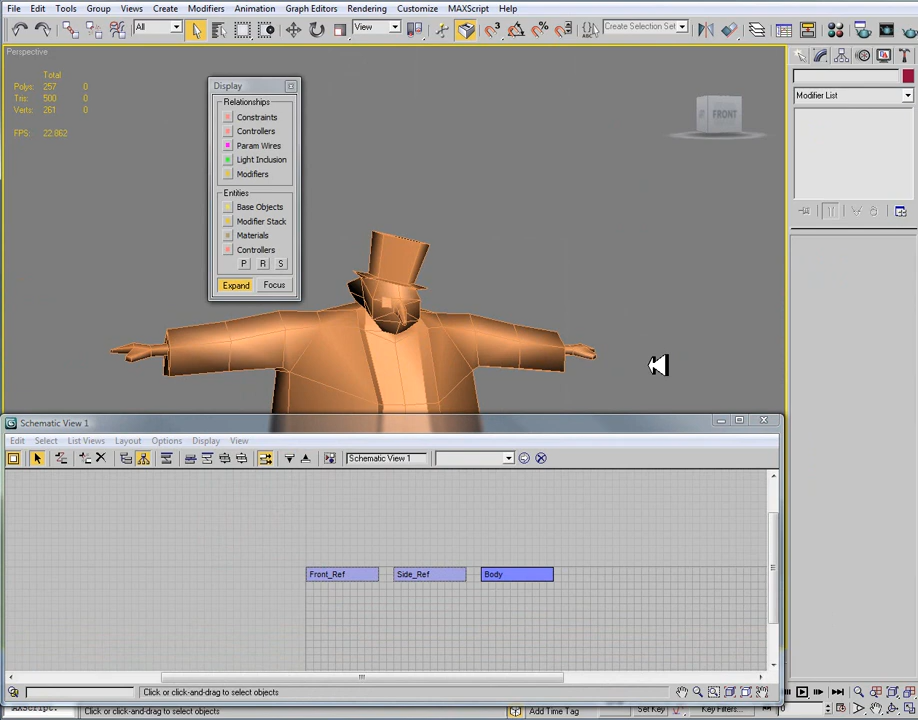 File Edit Tools Group Views Create Modifiers Animation Graph Editors Rendering Customize MAXScript Help
All
View
Create Selection Set
Perspective
Total
Polys: 257 0
Tris: 500 0
Verts: 261 0
FPS: 22.062
FRONT
Modifier List
Display
Relationships
Constraints
Controllers
Param Wires
Light Inclusion
Modifiers
Entities
Base Objects
Modifier Stack
Materials
Controllers
P R S
Expand Focus
Schematic View 1
Edit Select List Views Layout Options Display View
Schematic View 1
Front_Ref Side_Ref Body
Click or click-and-drag to select objects
Click or click-and-drag to select objects
Add Time Tag
Set Key
Key Filters...
0